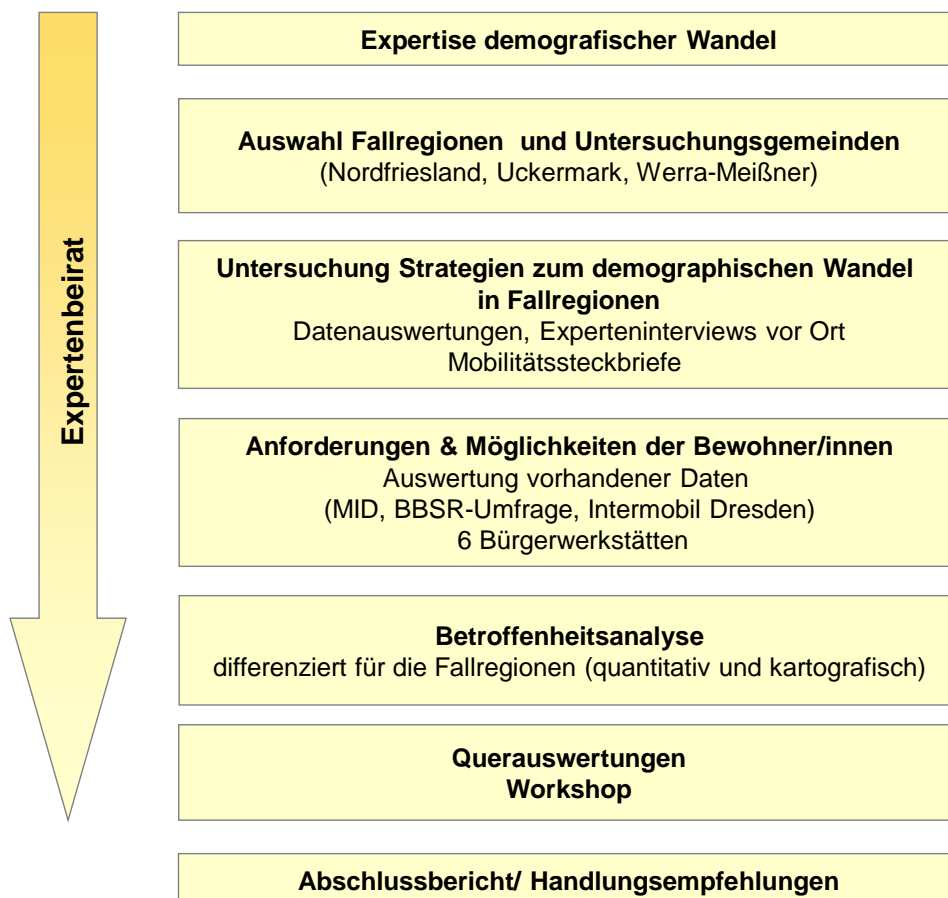 Expertenbeirat
Expertise demografischer Wandel
Auswahl Fallregionen und Untersuchungsgemeinden
(Nordfriesland, Uckermark, Werra-Meißner)
Untersuchung Strategien zum demographischen Wandel
in Fallregionen
Datenauswertungen, Experteninterviews vor Ort
Mobilitätssteckbriefe
Anforderungen & Möglichkeiten der Bewohner/innen
Auswertung vorhandener Daten
(MID, BBSR-Umfrage, Intermobil Dresden)
6 Bürgerwerkstätten
Betroffenheitsanalyse
differenziert für die Fallregionen (quantitativ und kartografisch)
Querauswertungen
Workshop
Abschlussbericht/ Handlungsempfehlungen